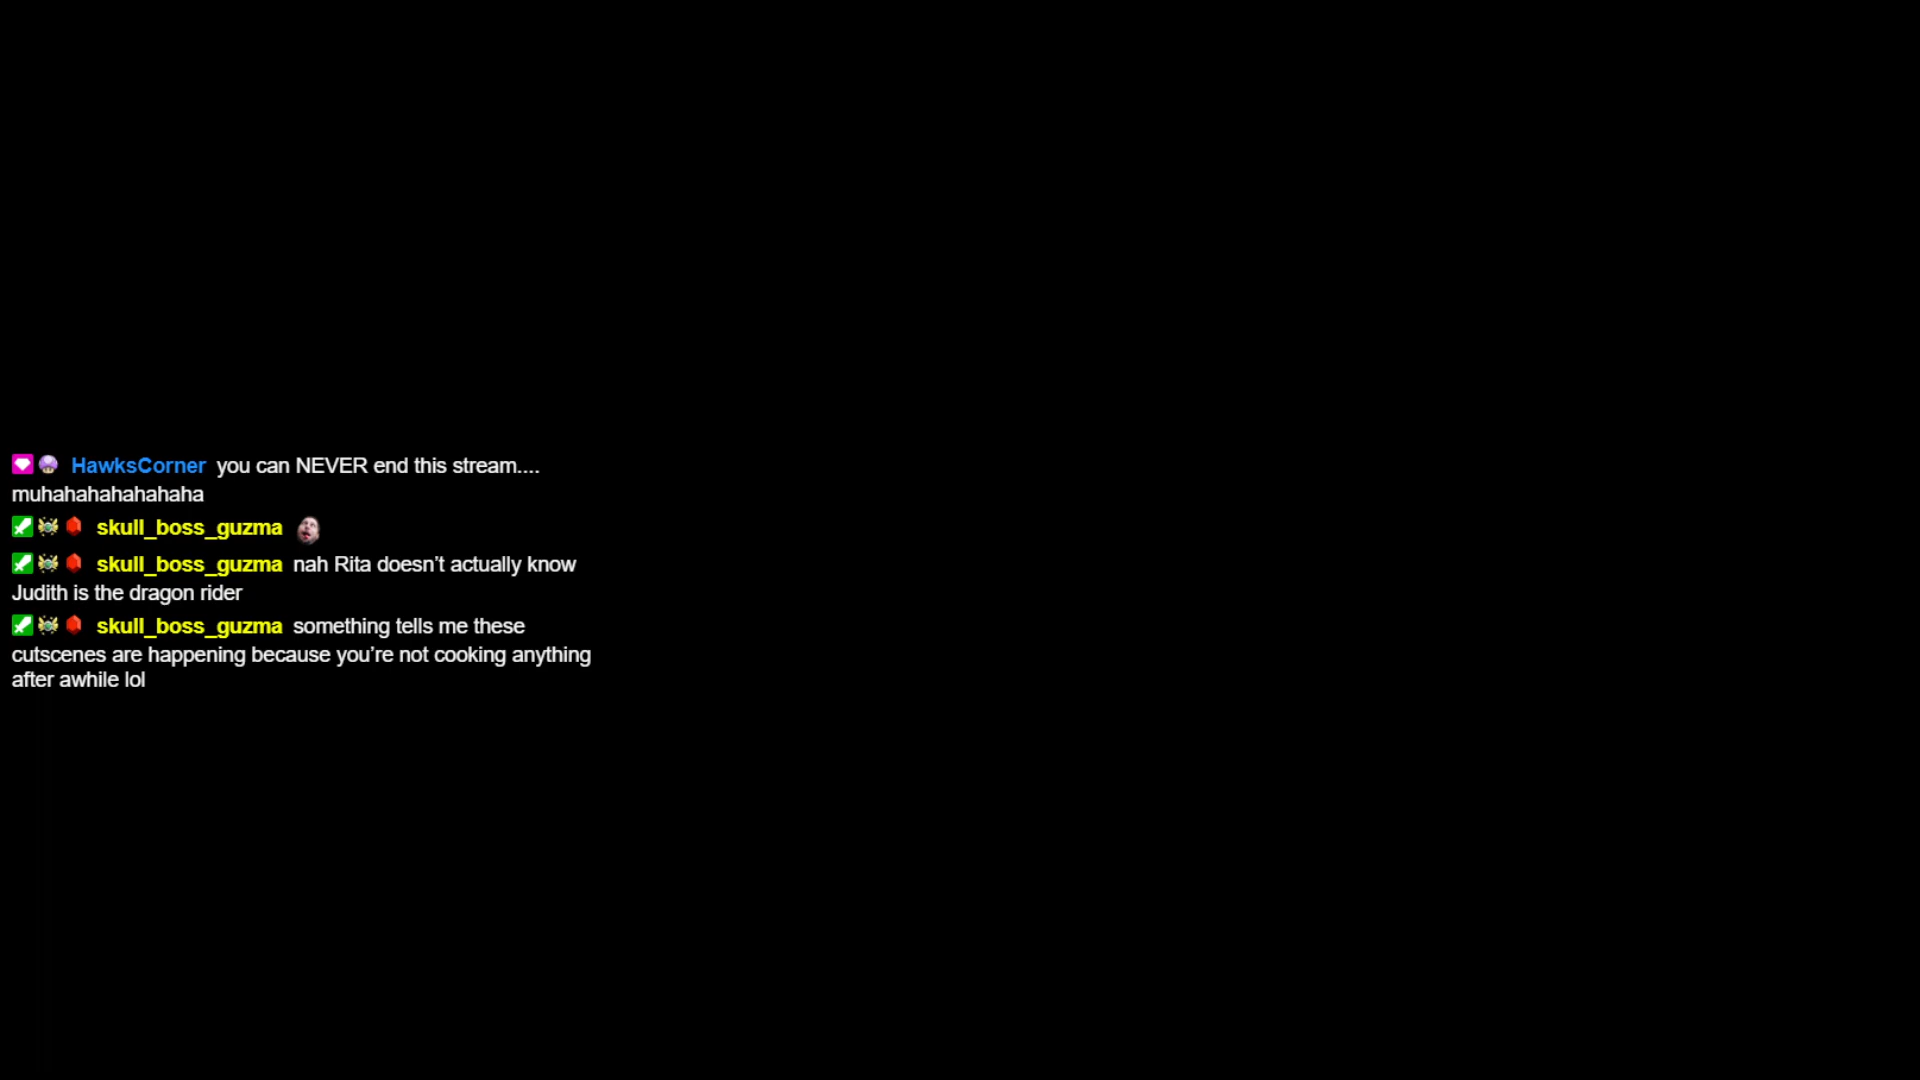 HawksCorner you can NEVER end this stream....
muhahahahahahaha
skull_boss_guzma
skull_boss_guzma nah Rita doesn't actually know
Judith is the dragon rider
skull_boss_guzma something tells me these
cutscenes are happening because you’re not cooking anything
after awhile lol